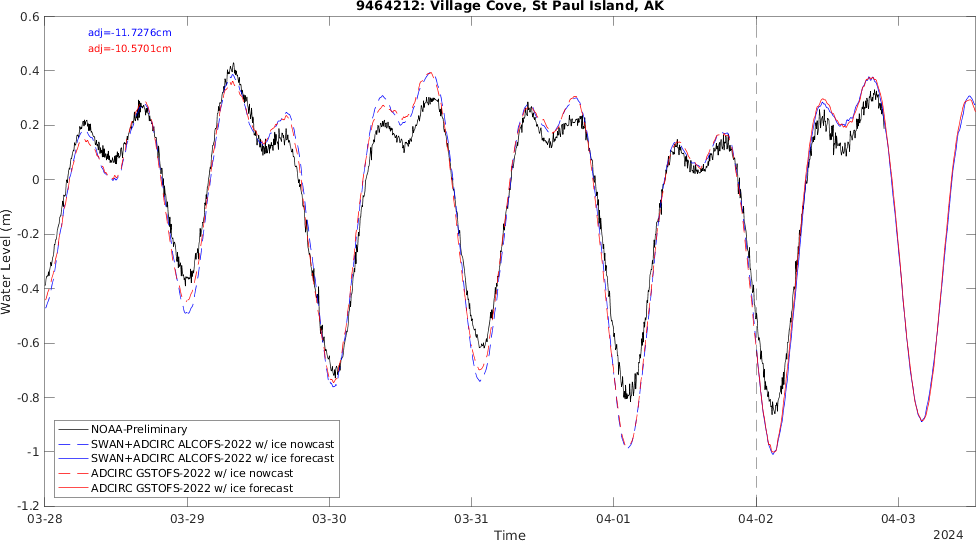 9464212: Village Cove, St Paul Island, AK
adj=-11.7276cm
adj=-10.5701cm
Water Level (m)
0.6
0.4
0.2
0
-0.2
-0.4
-0.6
-0.8
-1
-1.2
NOAA-Preliminary
SWAN+ADCIRC ALCOFS-2022 w/ ice nowcast
SWAN+ADCIRC ALCOFS-2022 w/ ice forecast
ADCIRC GSTOFS-2022 w/ ice nowcast
ADCIRC GSTOFS-2022 w/ ice forecast
03-28 03-29 03-30 03-31 04-01 04-02 04-03
Time
2024